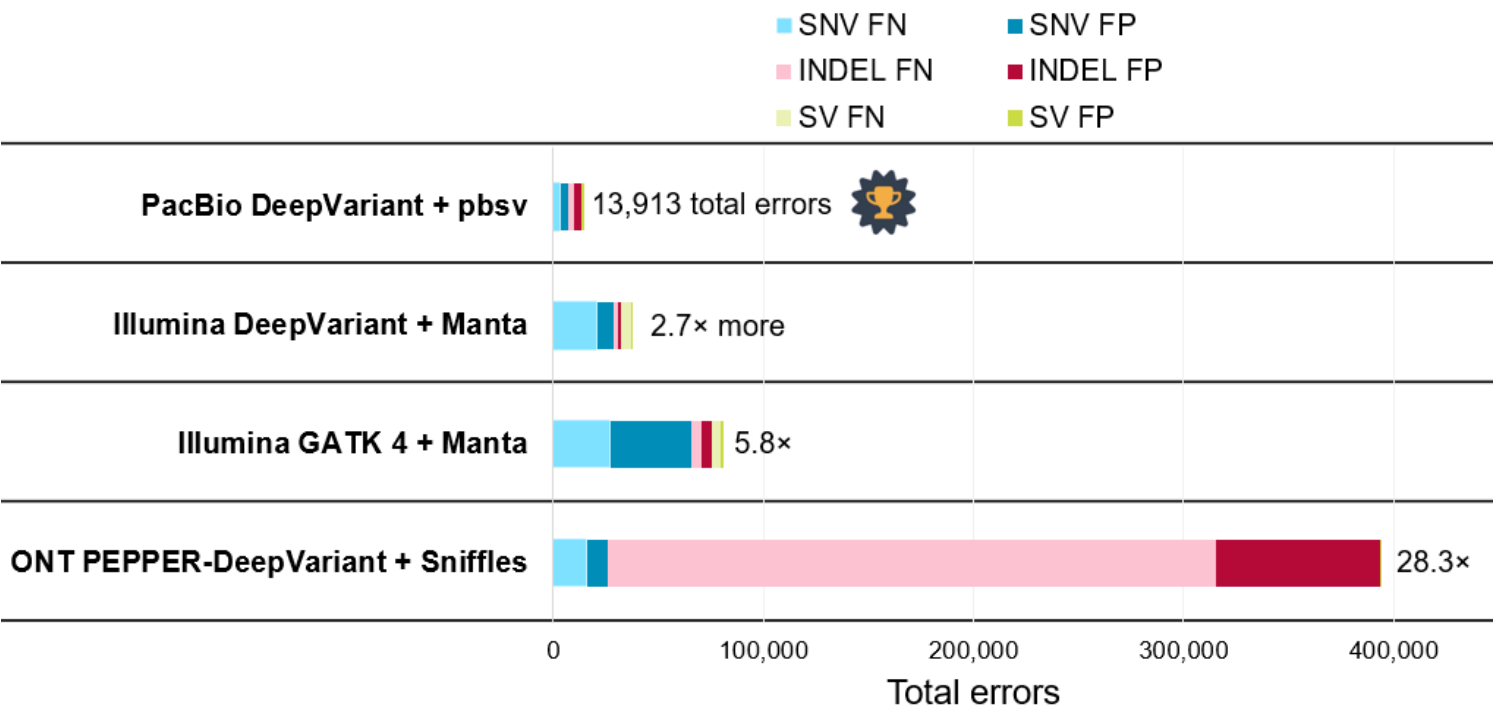 SNV FN SNV FP
INDEL FN INDEL FP
SV FN SV FP
PacBio DeepVariant + pbsv 13,913 total errors
Illumina DeepVariant + Manta 2.7× more
Illumina GATK 4 + Manta 5.8×
ONT PEPPER-DeepVariant + Sniffles 28.3×
0 100,000 200,000 300,000 400,000
Total errors